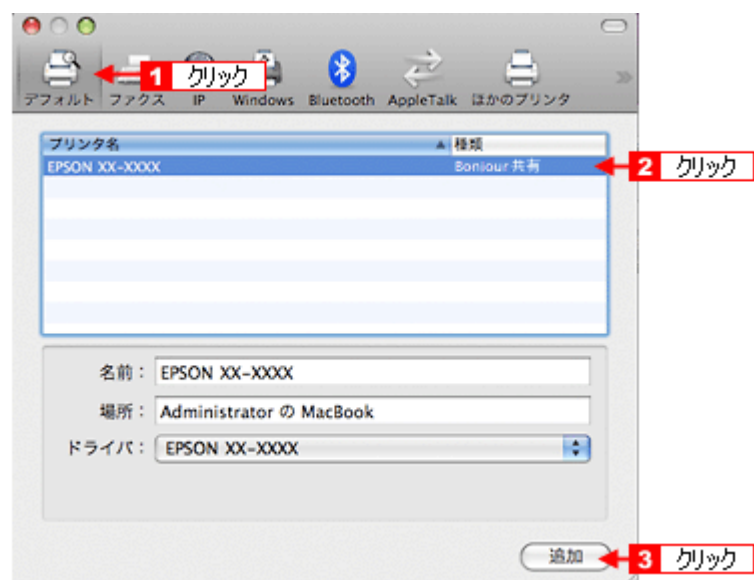 1 クリック
デフォルト ファクス IP Windows Bluetooth AppleTalk ほかのプリンタ
プリンタ名 種類
EPSON XX-XXXX Bonjour 共有
2 クリック
名前： EPSON XX-XXXX
場所： Administrator の MacBook
ドライバ： EPSON XX-XXXX
追加
3 クリック